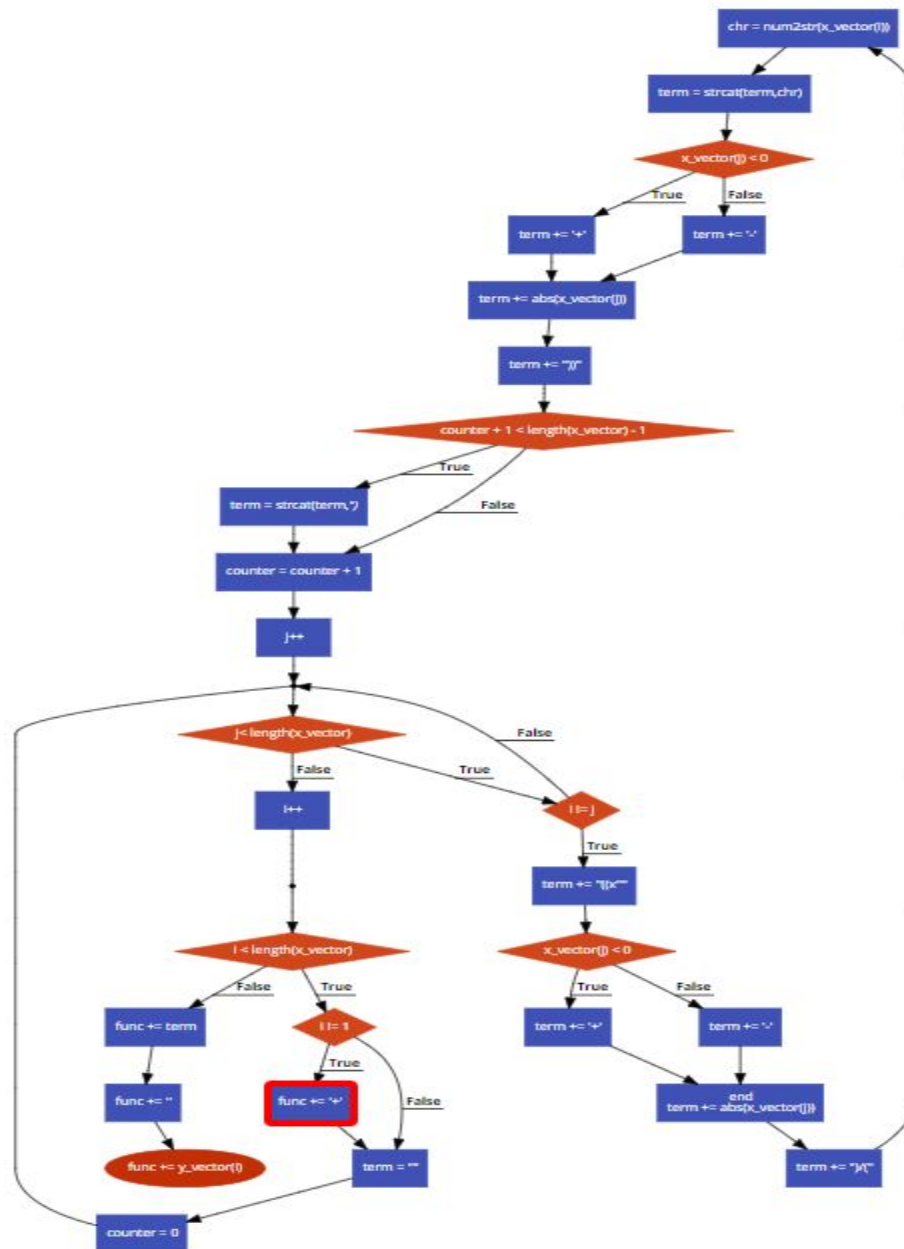 chr = num2str(x_vector(i))
term = strcat(term,chr)
x_vector(j) < 0
True
False
term += '+'
term += '-'
term += abs(x_vector(j))
term += "))"
counter + 1 < length(x_vector) - 1
True
False
term = strcat(term,'')
counter = counter + 1
j++
j< length(x_vector)
False
False
True
i++
i != j
True
term += "((x""
i < length(x_vector)
x_vector(j) < 0
False
True
True
False
func += term
i != 1
term += '+'
term += '-'
True
func += ''
func += '+'
False
end
term += abs(x_vector(j))
func += y_vector(i)
term = ""
term += ")/("
counter = 0